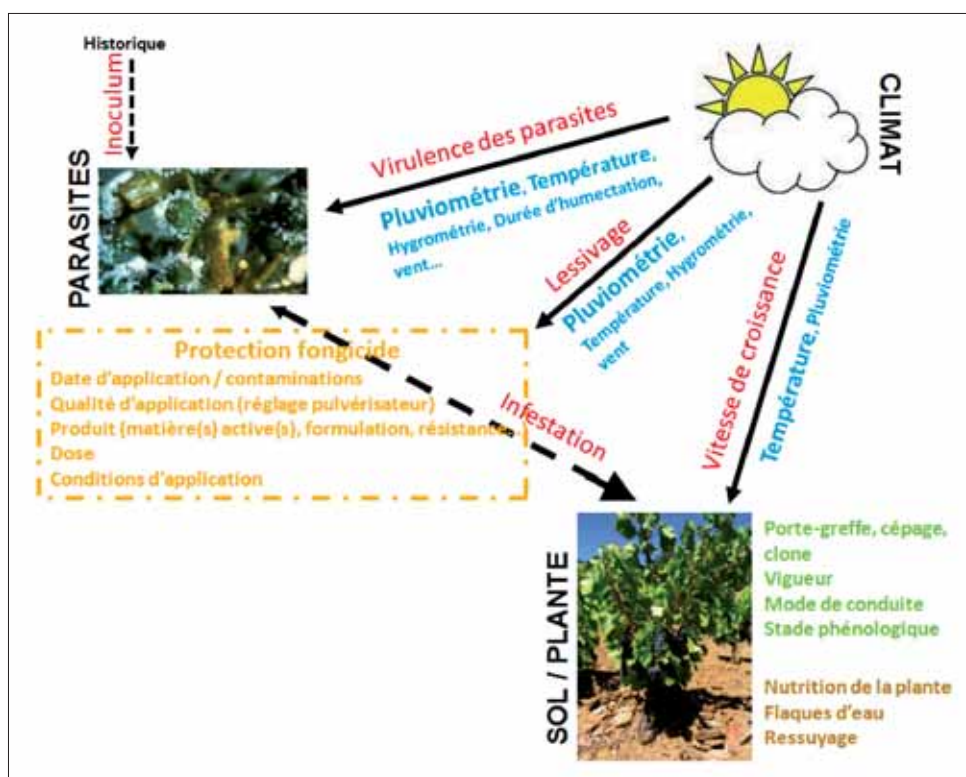 Historique
Inoculum
PARASITES
CLIMAT
Virulence des parasites
Pluviométrie, Température,
Hygrométrie, Durée d'humectation,
vent...
Lessivage
Pluviométrie,
Température, Hygrométrie,
vent
Vitesse de croissance
Température, Pluviométrie
Protection fongicide
Date d'application / contaminations
Qualité d'application (réglage pulvérisateur)
Produit (matière(s) active(s), formulation, résistance...
Dose
Conditions d'application
Infestation
SOL / PLANTE
Porte-greffe, cépage,
clone
Vigueur
Mode de conduite
Stade phénologique
Nutrition de la plante
Flaques d'eau
Ressuyage